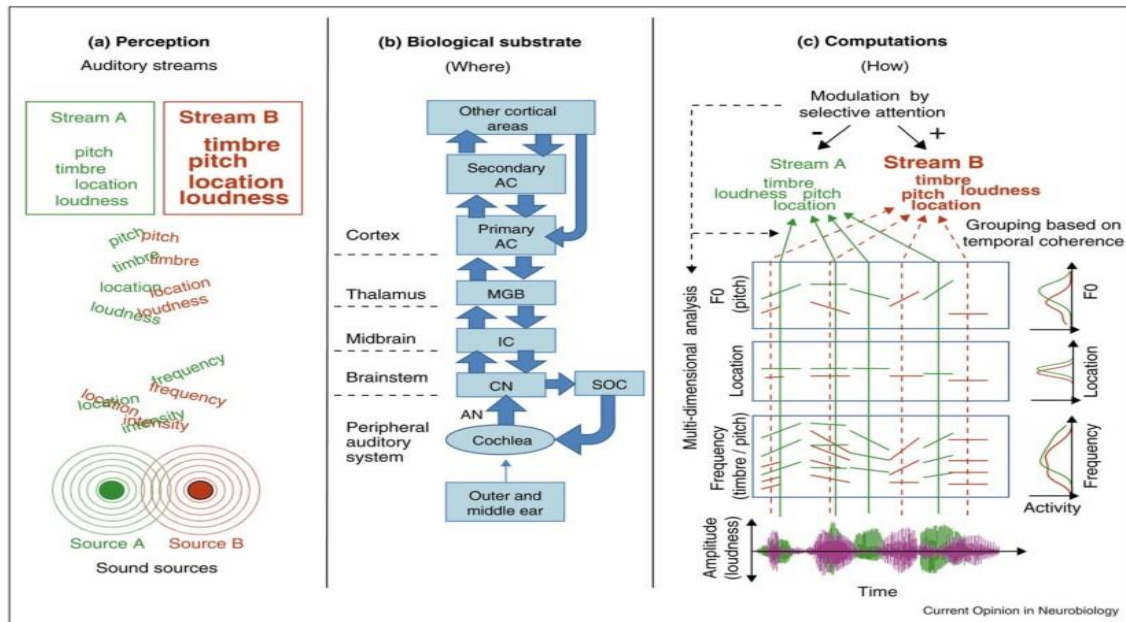 (a) Perception
Auditory streams
Stream A
pitch
timbre
location
loudness
Stream B
timbre
pitch
location
loudness
pitch pitch
timbre timbre
location location
loudness loudness
frequency
frequency
location
location
intensity
intensity
Source A
Source B
Sound sources
(b) Biological substrate
(Where)
Other cortical
areas
Secondary
AC
Primary
AC
Cortex
MGB
Thalamus
IC
Midbrain
CN
SOC
Brainstem
AN
Cochlea
Peripheral
auditory
system
Outer and
middle ear
(c) Computations
(How)
Modulation by
selective attention
- +
Stream A
timbre
loudness pitch
location
Stream B
timbre
pitch loudness
location
Grouping based on
temporal coherence
Multi-dimensional analysis
F0
(pitch)
F0
Location
Location
Frequency
(timbre / pitch)
Frequency
Activity
Amplitude
(loudness)
Time
Current Opinion in Neurobiology